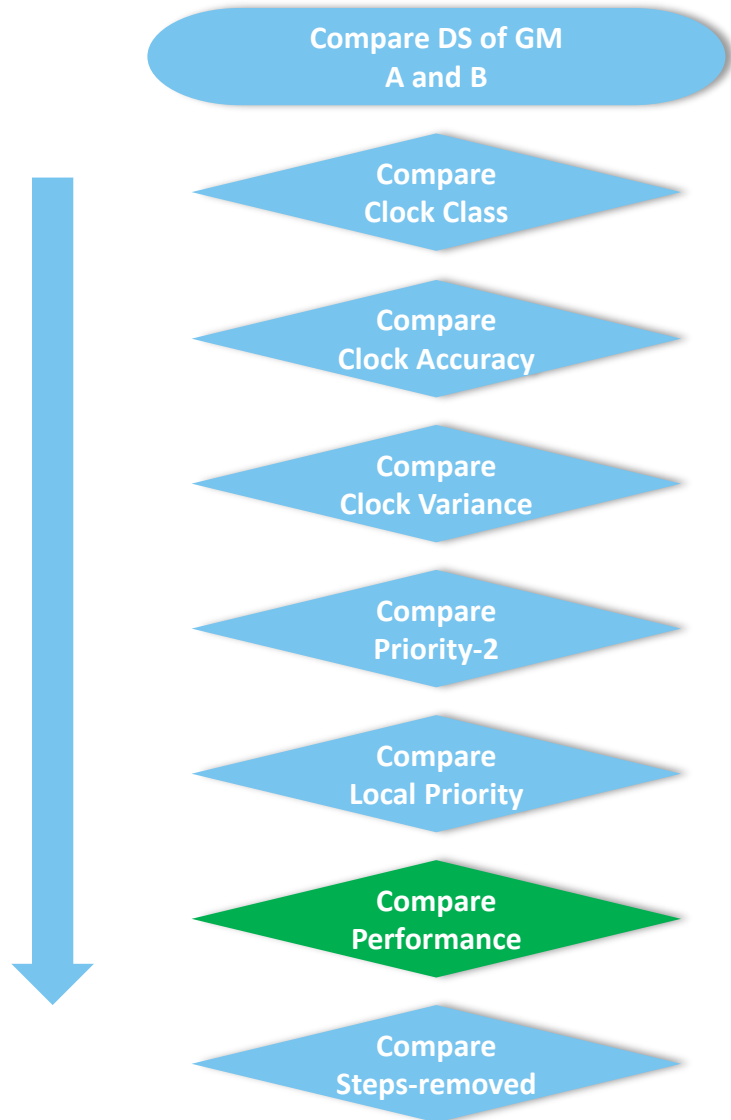 Compare DS of GM
A and B
Compare
Clock Class
Compare
Clock Accuracy
Compare
Clock Variance
Compare
Priority-2
Compare
Local Priority
Compare
Performance
Compare
Steps-removed